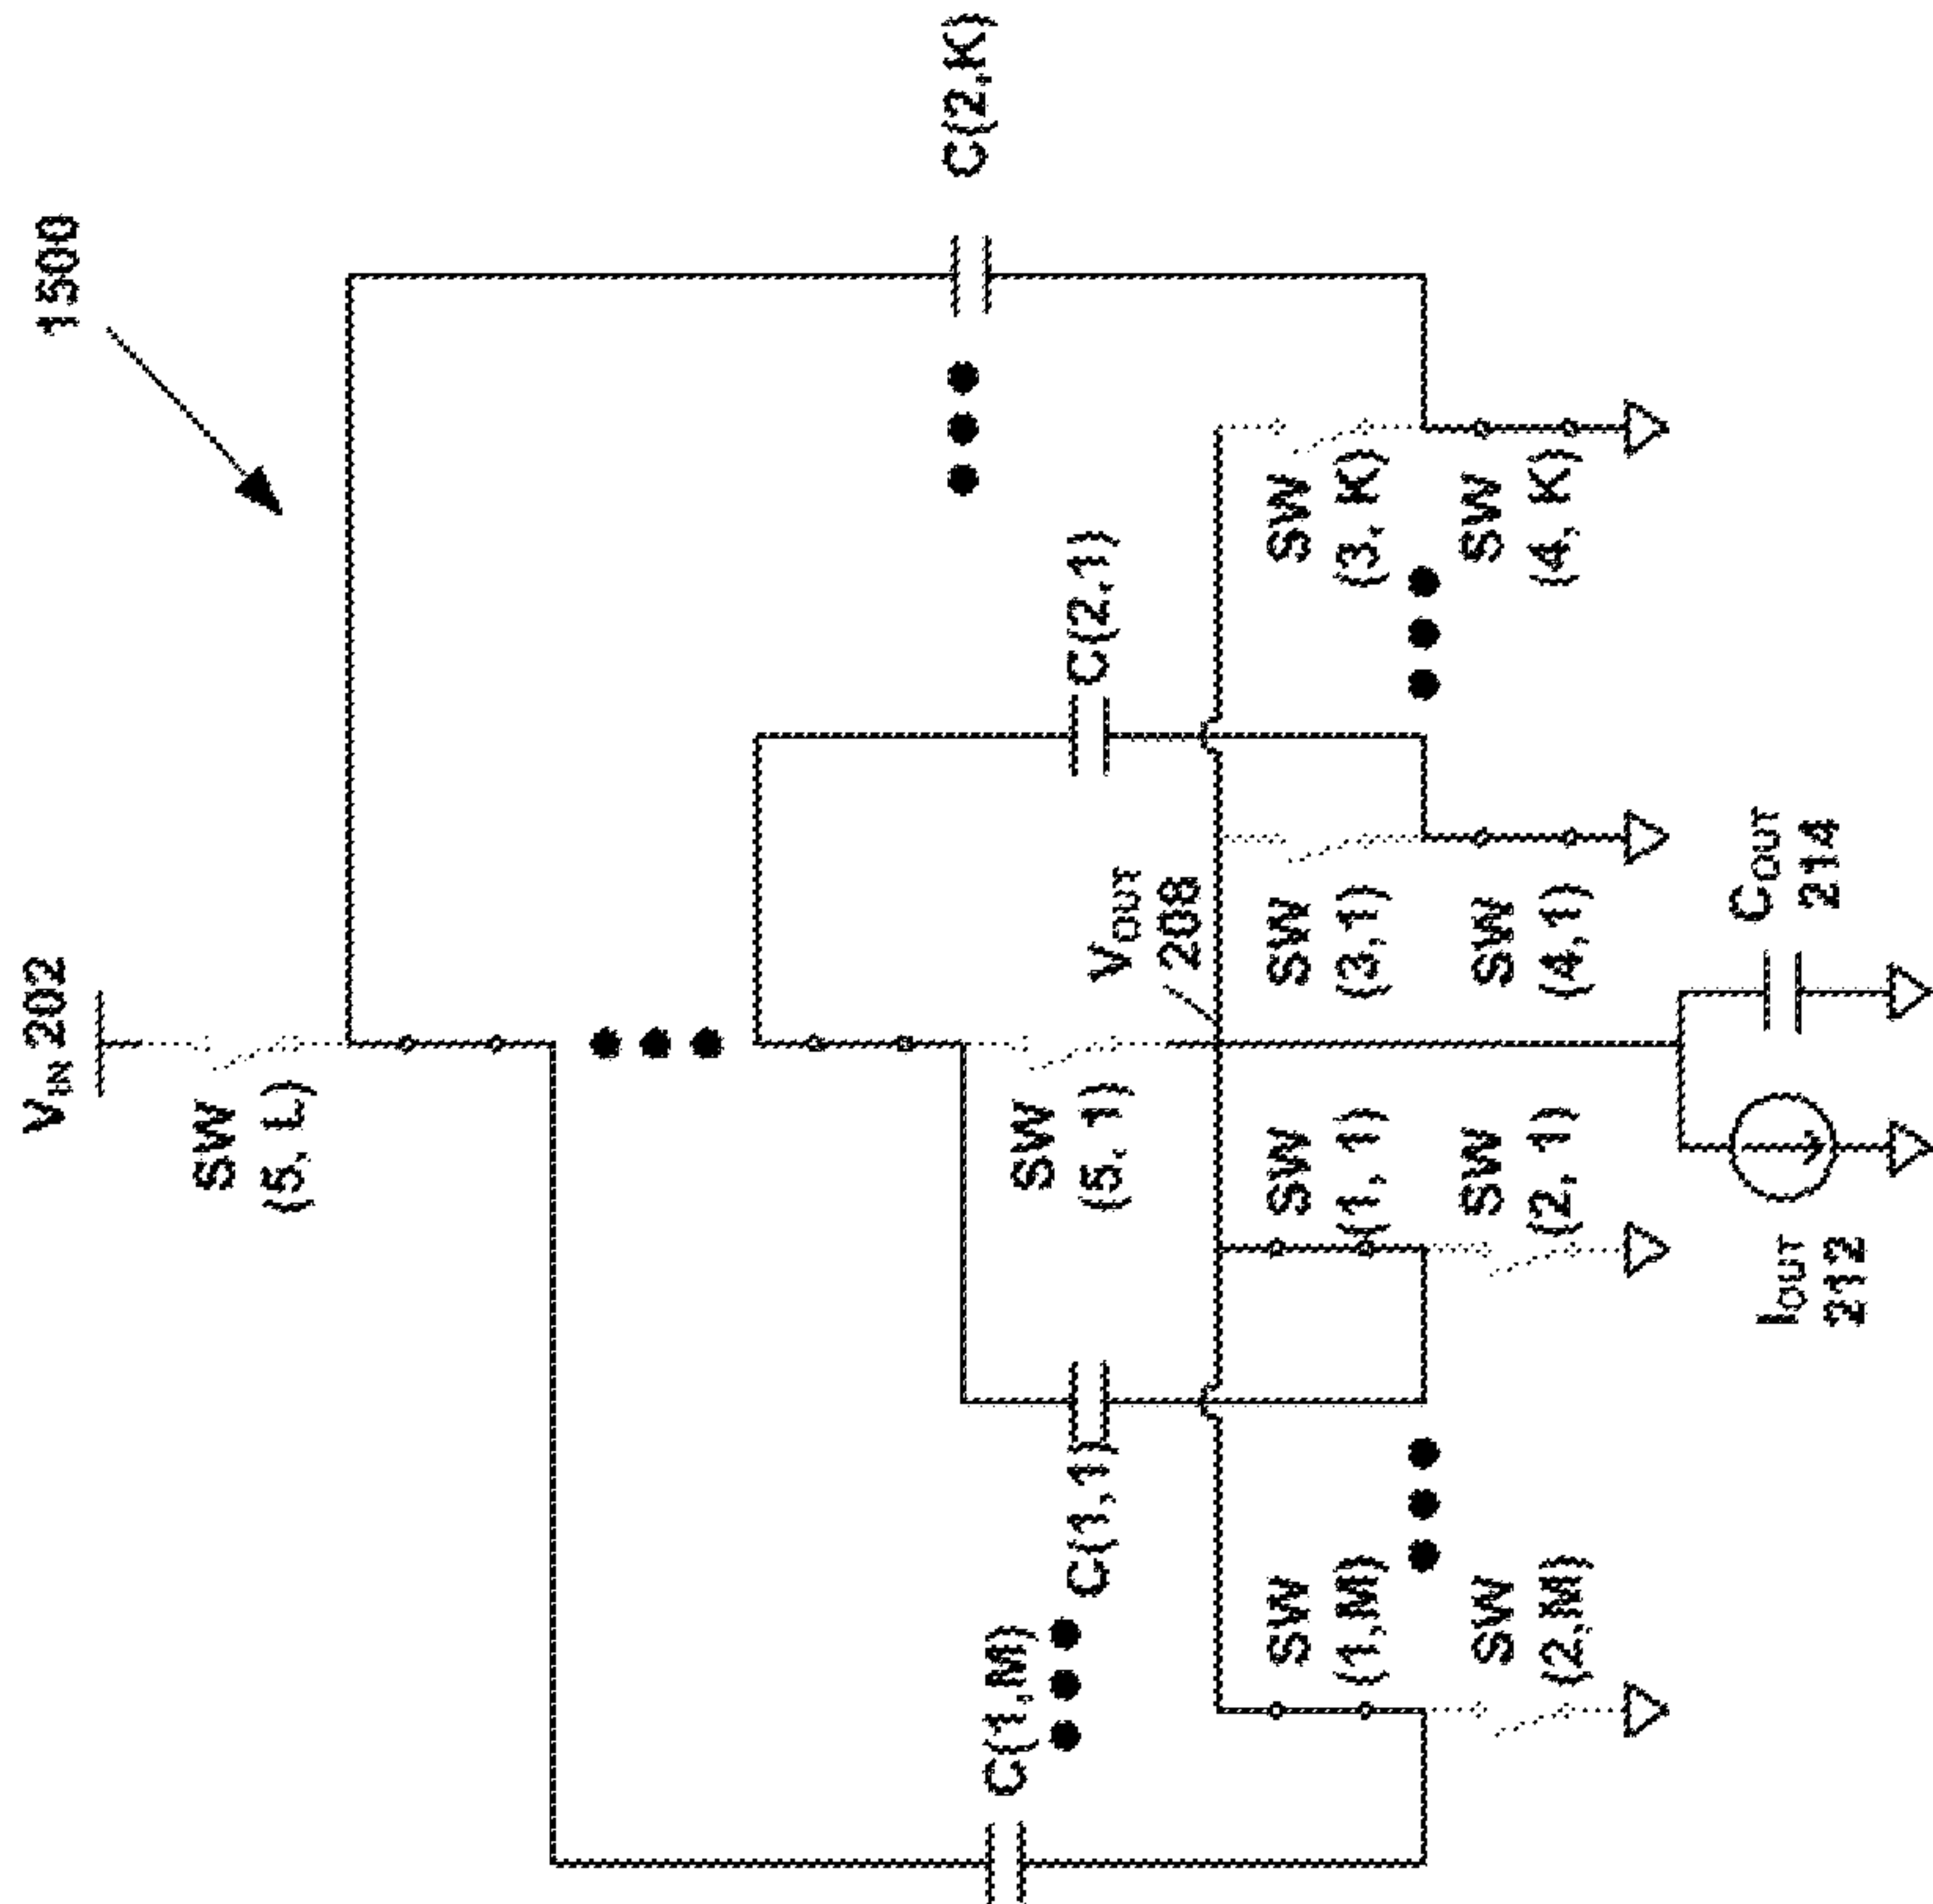 1500
V_IN 202
SW
(5, L)
C(2,K)
C(2,1)
SW
(5, 1)
V_OUT
208
C(1,M)
C(1,1)
SW
(1,M)
SW
(2,M)
SW
(1, 1)
SW
(2, 1)
SW
(3,1)
SW
(4,1)
SW
(3, K)
SW
(4, K)
I_OUT
212
C_OUT
214